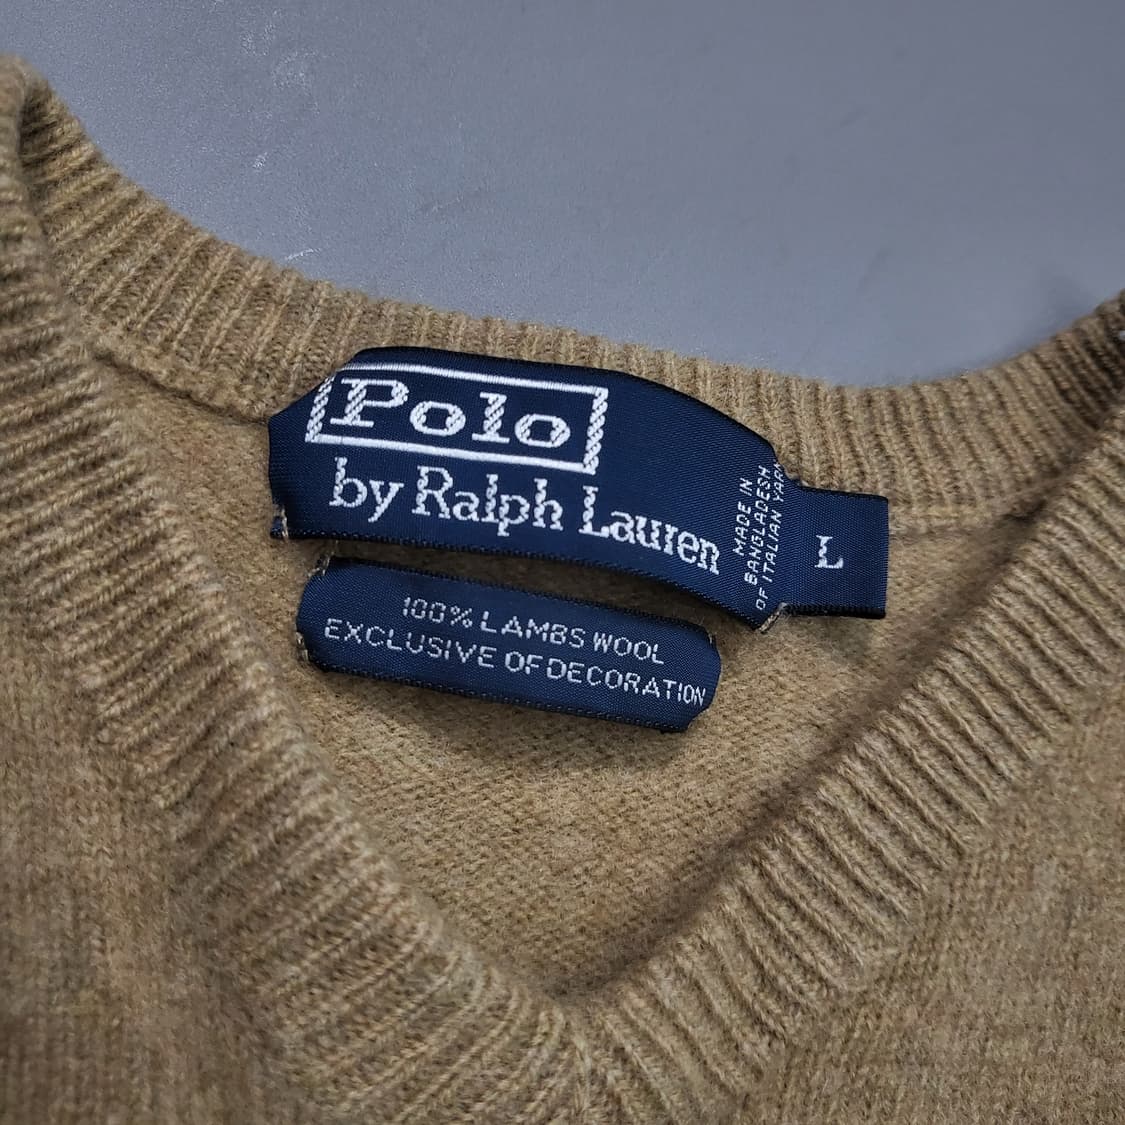 Polo
by Ralph Lauren
MADE IN
BANGLADESH
OF ITALIAN YARN
L
100% LAMBS WOOL
EXCLUSIVE OF DECORATION